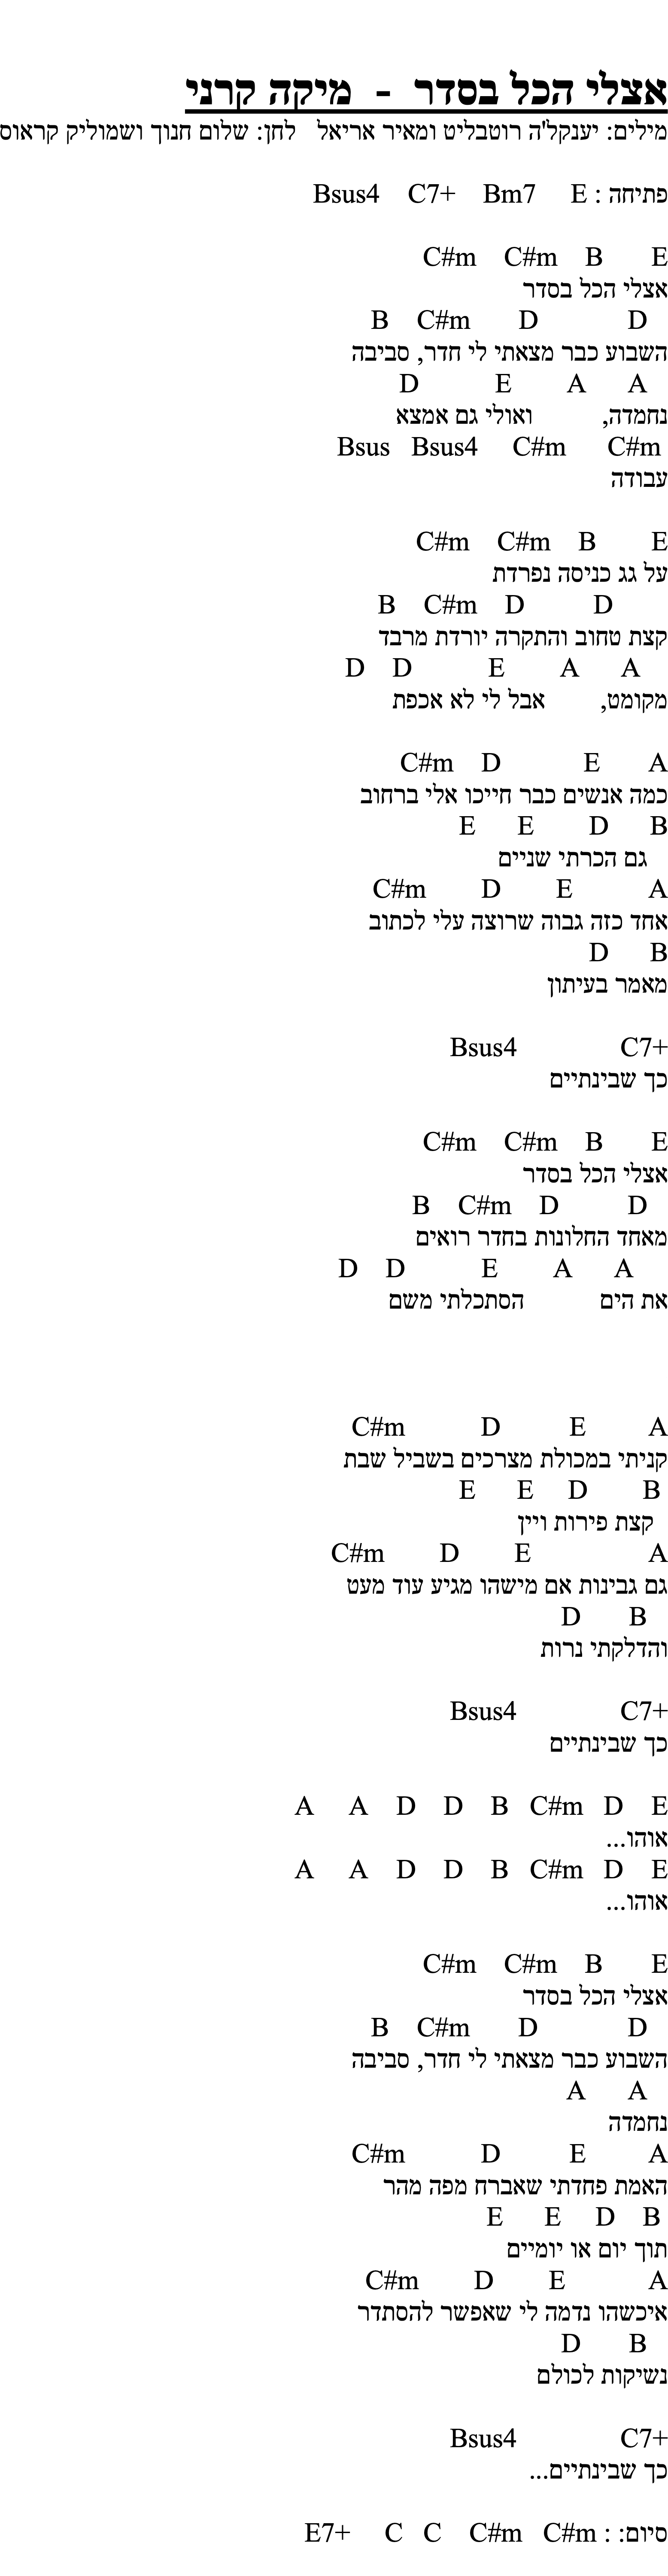 אצלי הכל בסדר - מיקה קרני
מילים: יענקל'ה רוטבליט ומאיר אריאל לחן: שלום חנוך ושמוליק קראוס
פתיחה : E Bm7 C7+ Bsus4
E B C#m C#m
אצלי הכל בסדר
D D C#m B
השבוע כבר מצאתי לי חדר, סביבה
A A E D
נחמדה, ואולי גם אמצא
C#m C#m Bsus4 Bsus
עבודה
E B C#m C#m
על גג כניסה נפרדת
D D C#m B
קצת טחוב והתקרה יורדת מרבד
A A E D D
מקומט, אבל לי לא אכפת
A E D C#m
כמה אנשים כבר חייכו אלי ברחוב
B D E E
גם הכרתי שניים
A E D C#m
אחד כזה גבוה שרוצה עלי לכתוב
B D
מאמר בעיתון
C7+ Bsus4
כך שבינתיים
E B C#m C#m
אצלי הכל בסדר
D D C#m B
מאחד החלונות בחדר רואים
A A E D D
את הים הסתכלתי משם
A E D C#m
קניתי במכולת מצרכים בשביל שבת
B D E E
קצת פירות ויין
A E D C#m
גם גבינות אם מישהו מגיע עוד מעט
B D
והדלקתי נרות
C7+ Bsus4
כך שבינתיים
E D C#m B D D A A
אוהו...
E D C#m B D D A A
אוהו...
E B C#m C#m
אצלי הכל בסדר
D D C#m B
השבוע כבר מצאתי לי חדר, סביבה
A A
נחמדה
A E D C#m
האמת פחדתי שאברח מפה מהר
B D E E
תוך יום או יומיים
A E D C#m
איכשהו נדמה לי שאפשר להסתדר
B D
נשיקות לכולם
C7+ Bsus4
כך שבינתיים...
סיום: : C#m C#m C C E7+